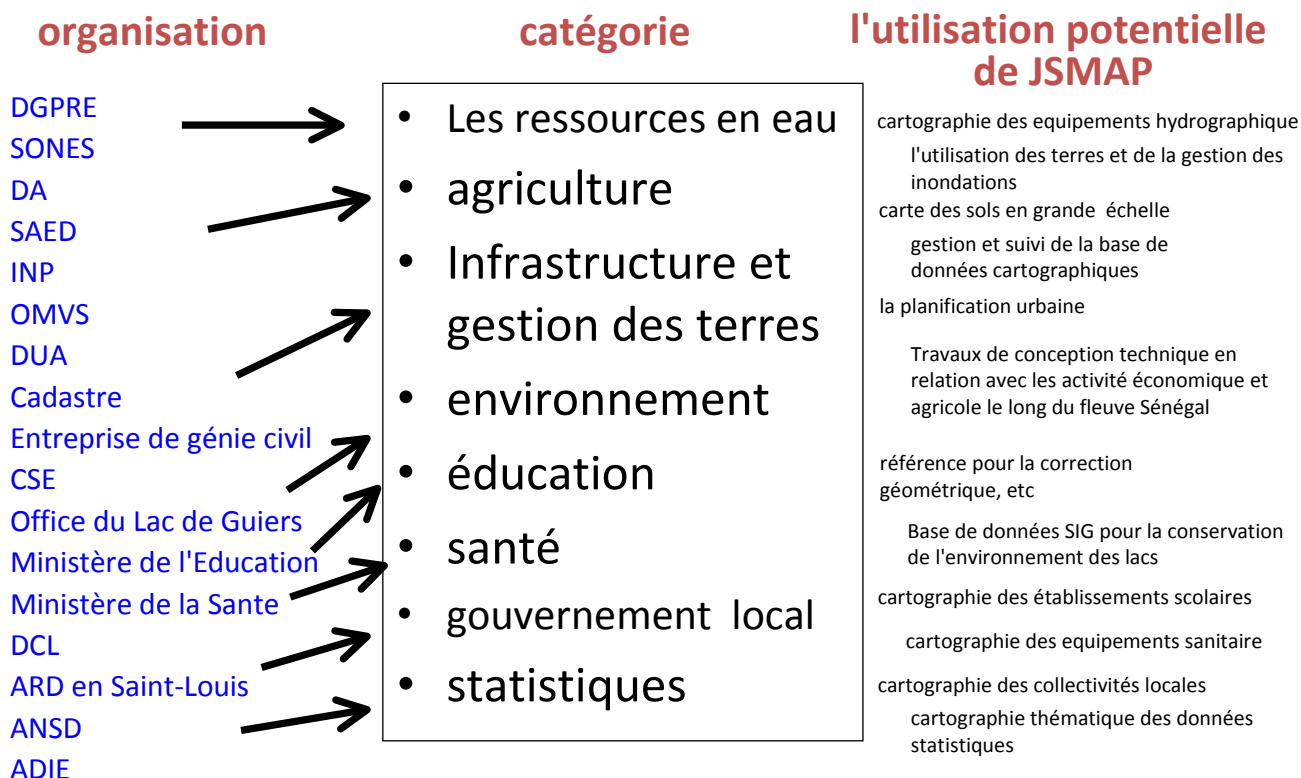 organisation
catégorie
l'utilisation potentielle
de JSMAP
DGPRE
SONES
DA
SAED
INP
OMVS
DUA
Cadastre
Entreprise de génie civil
CSE
Office du Lac de Guiers
Ministère de l'Education
Ministère de la Sante
DCL
ARD en Saint-Louis
ANSD
ADIE
• Les ressources en eau
• agriculture
• Infrastructure et
gestion des terres
• environnement
• éducation
• santé
• gouvernement local
• statistiques
cartographie des equipements hydrographique
l'utilisation des terres et de la gestion des
inondations
carte des sols en grande échelle
gestion et suivi de la base de
données cartographiques
la planification urbaine
Travaux de conception technique en
relation avec les activité économique et
agricole le long du fleuve Sénégal
référence pour la correction
géométrique, etc
Base de données SIG pour la conservation
de l'environnement des lacs
cartographie des établissements scolaires
cartographie des equipements sanitaire
cartographie des collectivités locales
cartographie thématique des données
statistiques